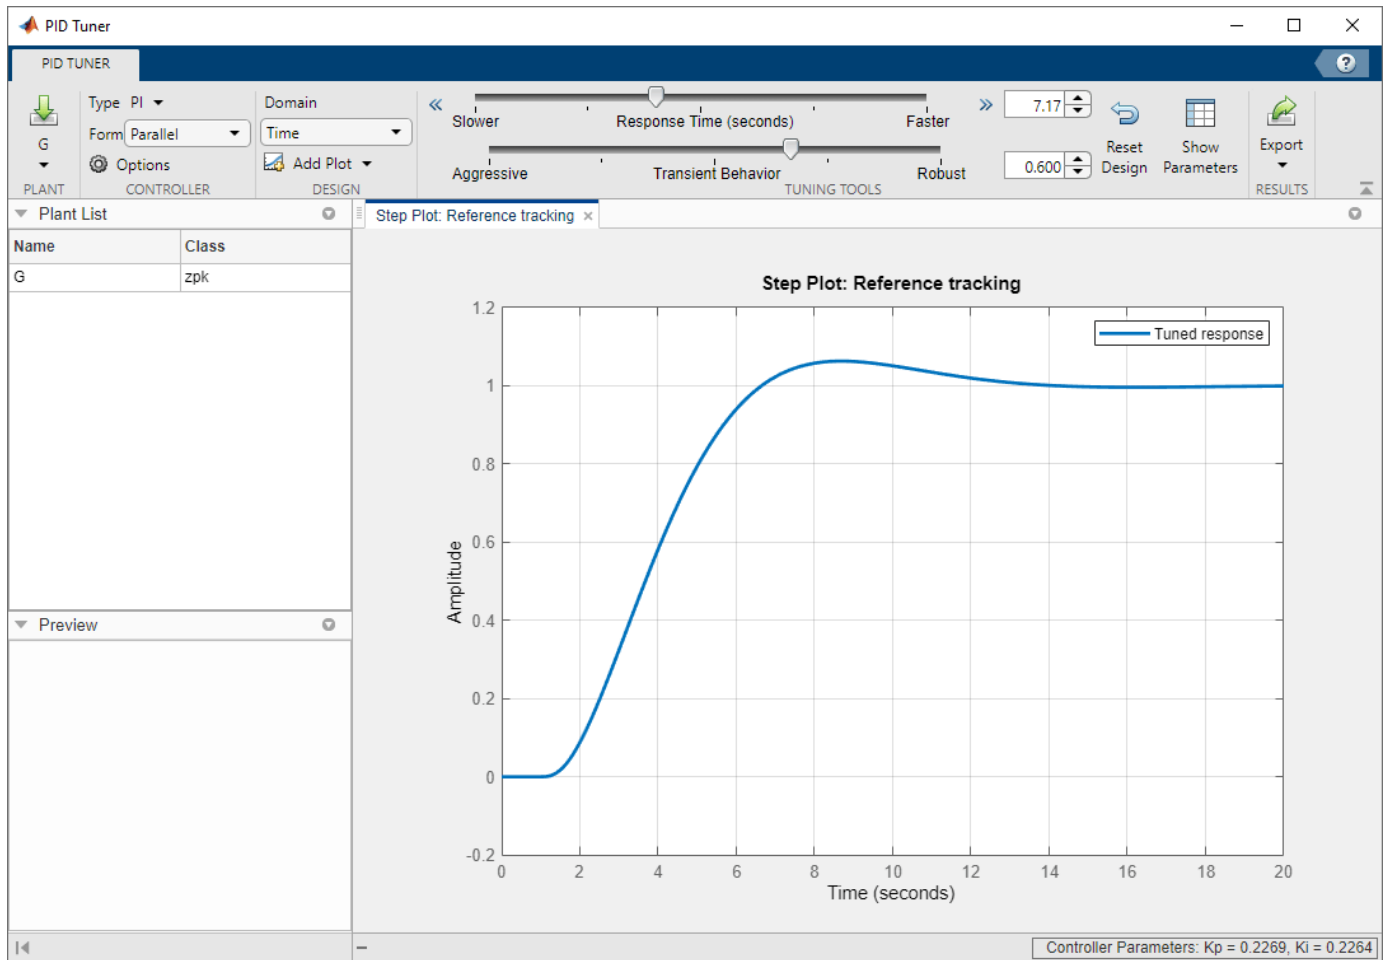 PID Tuner
PID TUNER
?
Type PI
Domain
Slower
Response Time (seconds)
Faster
7.17
G
Form Parallel
Time
Options
Add Plot
Aggressive
Transient Behavior
Robust
0.600
Reset
Design
Show
Parameters
Export
PLANT
CONTROLLER
DESIGN
TUNING TOOLS
RESULTS
Plant List
Name Class
G zpk
Preview
Step Plot: Reference tracking ×
Step Plot: Reference tracking
Tuned response
1.2
1
0.8
0.6
0.4
0.2
0
-0.2
Amplitude
0 2 4 6 8 10 12 14 16 18 20
Time (seconds)
Controller Parameters: Kp = 0.2269, Ki = 0.2264